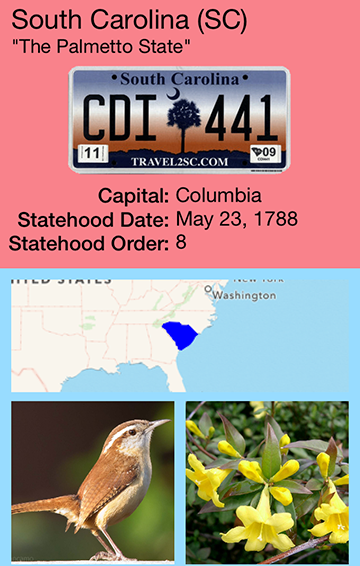 South Carolina (SC)
"The Palmetto State"
South Carolina
CDI 441
11 09
TRAVEL2SC.COM
Capital: Columbia
Statehood Date: May 23, 1788
Statehood Order: 8
UNITED STATES
New York
Washington